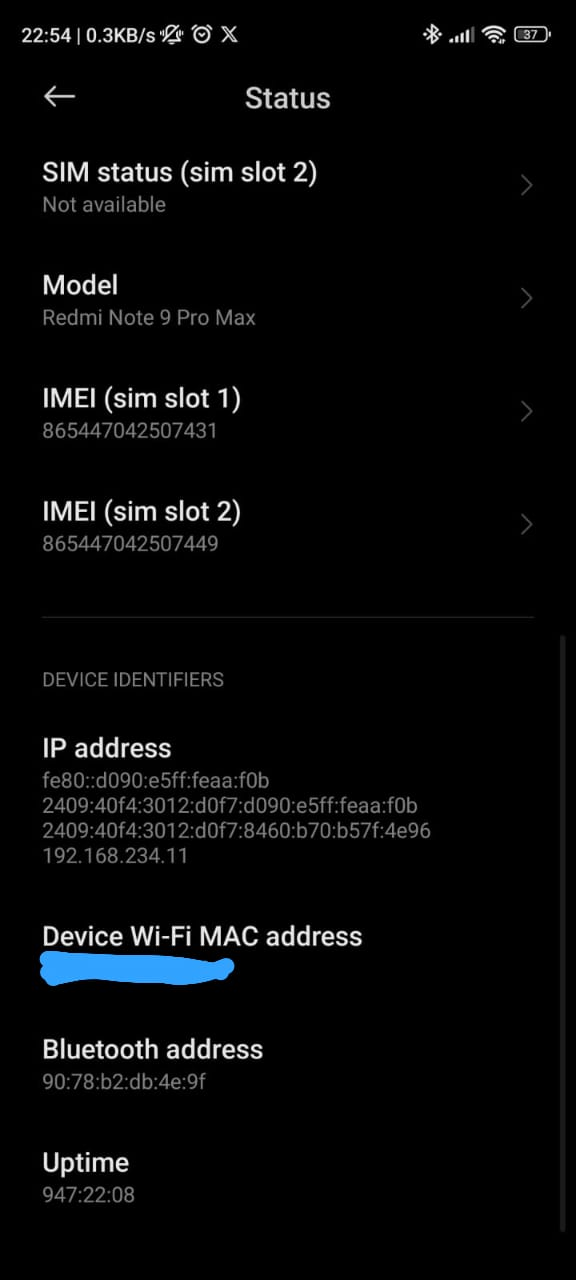 22:54 | 0.3KB/s X 37
Status
SIM status (sim slot 2)
Not available
Model
Redmi Note 9 Pro Max
IMEI (sim slot 1)
865447042507431
IMEI (sim slot 2)
865447042507449
DEVICE IDENTIFIERS
IP address
fe80::d090:e5ff:feaa:f0b
2409:40f4:3012:d0f7:d090:e5ff:feaa:f0b
2409:40f4:3012:d0f7:8460:b70:b57f:4e96
192.168.234.11
Device Wi-Fi MAC address
Bluetooth address
90:78:b2:db:4e:9f
Uptime
947:22:08